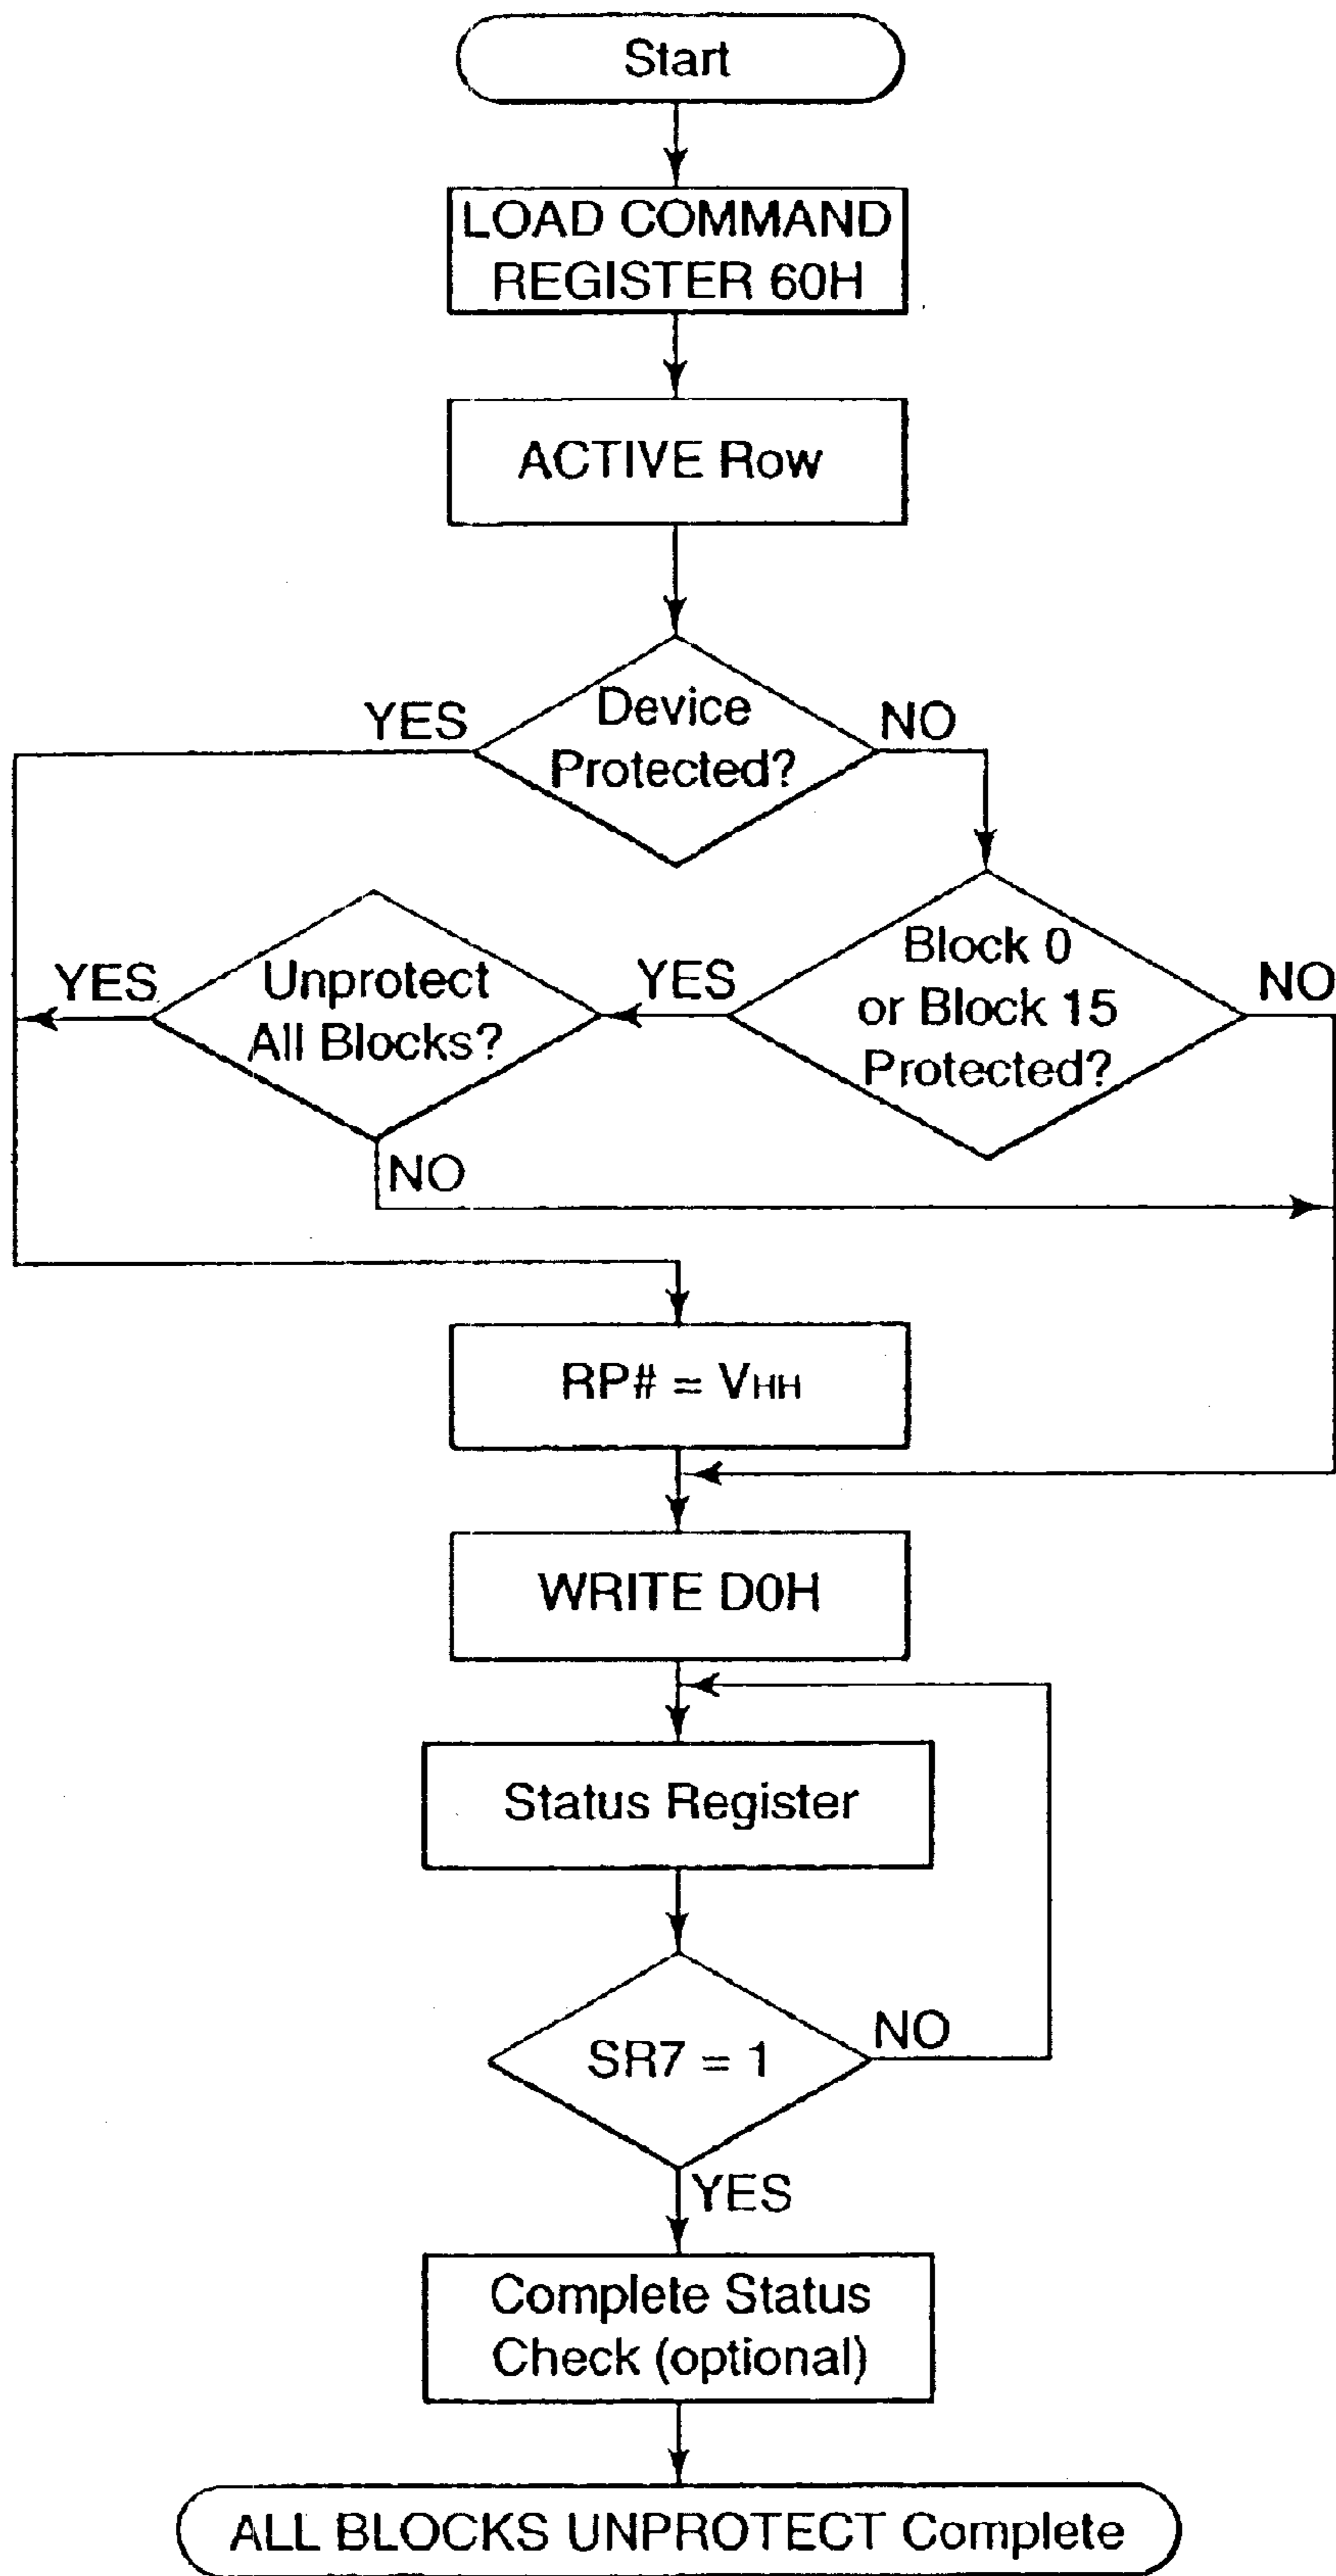 Start
LOAD COMMAND
REGISTER 60H
ACTIVE Row
Device
Protected?
YES
NO
Block 0
or Block 15
Protected?
YES
NO
Unprotect
All Blocks?
YES
NO
RP# = VHH
WRITE D0H
Status Register
SR7 = 1
NO
YES
Complete Status
Check (optional)
ALL BLOCKS UNPROTECT Complete